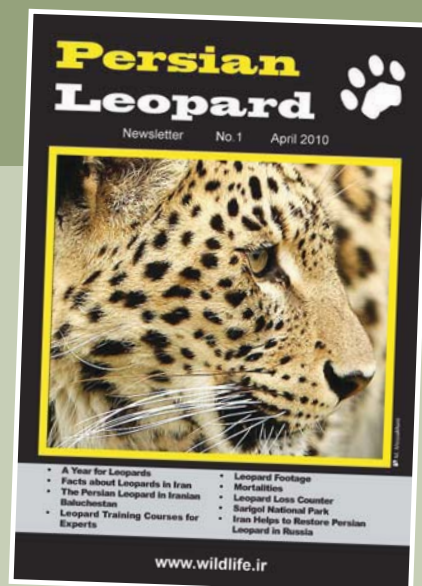 Persian
Leopard
Newsletter No.1 April 2010
• A Year for Leopards
• Facts about Leopards in Iran
• The Persian Leopard in Iranian
Baluchestan
• Leopard Training Courses for
Experts
• Leopard Footage
• Mortalities
• Leopard Loss Counter
• Sarigol National Park
• Iran Helps to Restore Persian
Leopard in Russia
www.wildlife.ir